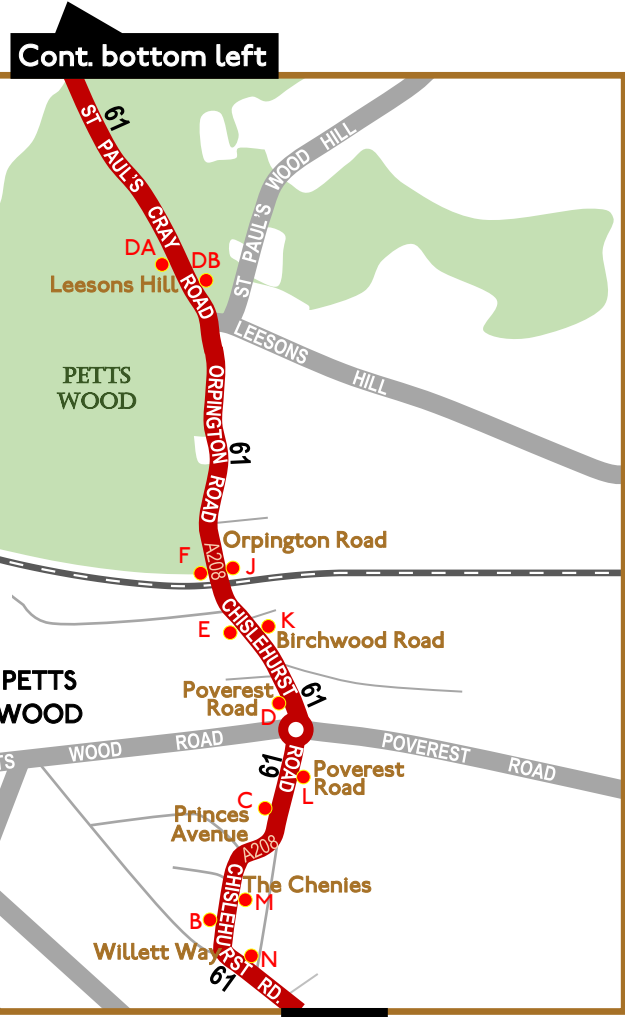 Cont. bottom left
61
ST PAUL'S CRAY ROAD
ST PAUL'S WOOD HILL
DA
DB
Leesons Hill
LEESONS HILL
PETTS
WOOD
ORPINGTON ROAD
61
Orpington Road
F
J
A208
CHISLEHURST ROAD
E
K
Birchwood Road
PETTS
WOOD
61
Poverest
Road
D
TS WOOD ROAD
POVEREST ROAD
61
Poverest
Road
L
C
Princes
Avenue
A208
The Chenies
CHISLEHURST RD.
M
B
Willett Way
N
61